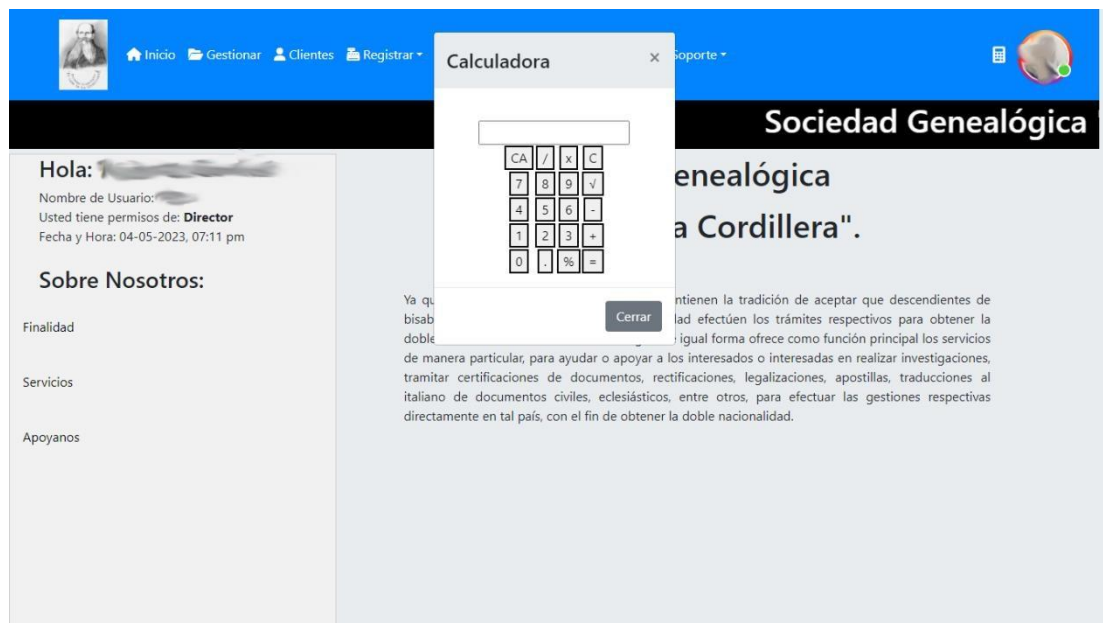 Inicio Gestionar Clientes Registrar Soporte
Calculadora ×
Sociedad Genealógica
Hola:
Nombre de Usuario:
Usted tiene permisos de: Director
Fecha y Hora: 04-05-2023, 07:11 pm
Sobre Nosotros:
Finalidad
Servicios
Apoyanos
CA / x C
7 8 9 √
4 5 6 -
1 2 3 +
0 . % =
Cerrar
enealógica
a Cordillera".
Ya qu ntienen la tradición de aceptar que descendientes de
bisab dad efectúen los trámites respectivos para obtener la
doble igual forma ofrece como función principal los servicios
de manera particular, para ayudar o apoyar a los interesados o interesadas en realizar investigaciones,
tramitar certificaciones de documentos, rectificaciones, legalizaciones, apostillas, traducciones al
italiano de documentos civiles, eclesiásticos, entre otros, para efectuar las gestiones respectivas
directamente en tal país, con el fin de obtener la doble nacionalidad.